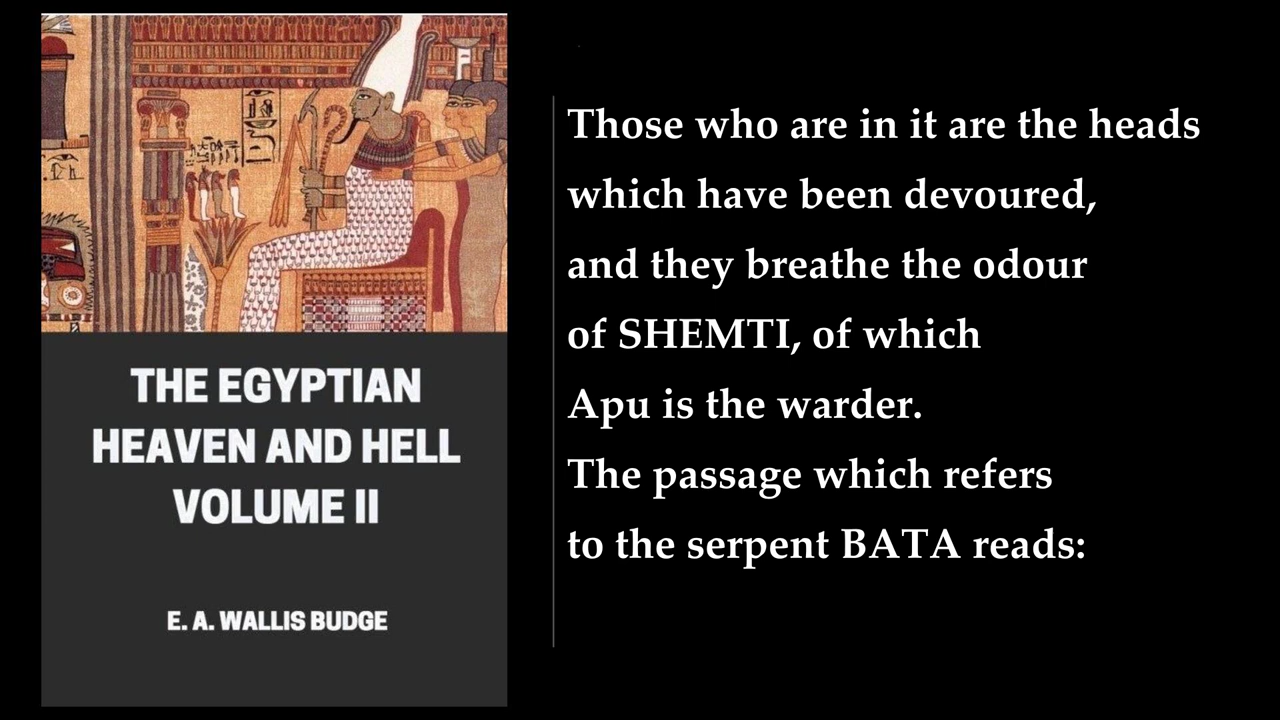 THE EGYPTIAN
HEAVEN AND HELL
VOLUME II
E. A. WALLIS BUDGE
Those who are in it are the heads
which have been devoured,
and they breathe the odour
of SHEMTI, of which
Apu is the warder.
The passage which refers
to the serpent BATA reads: